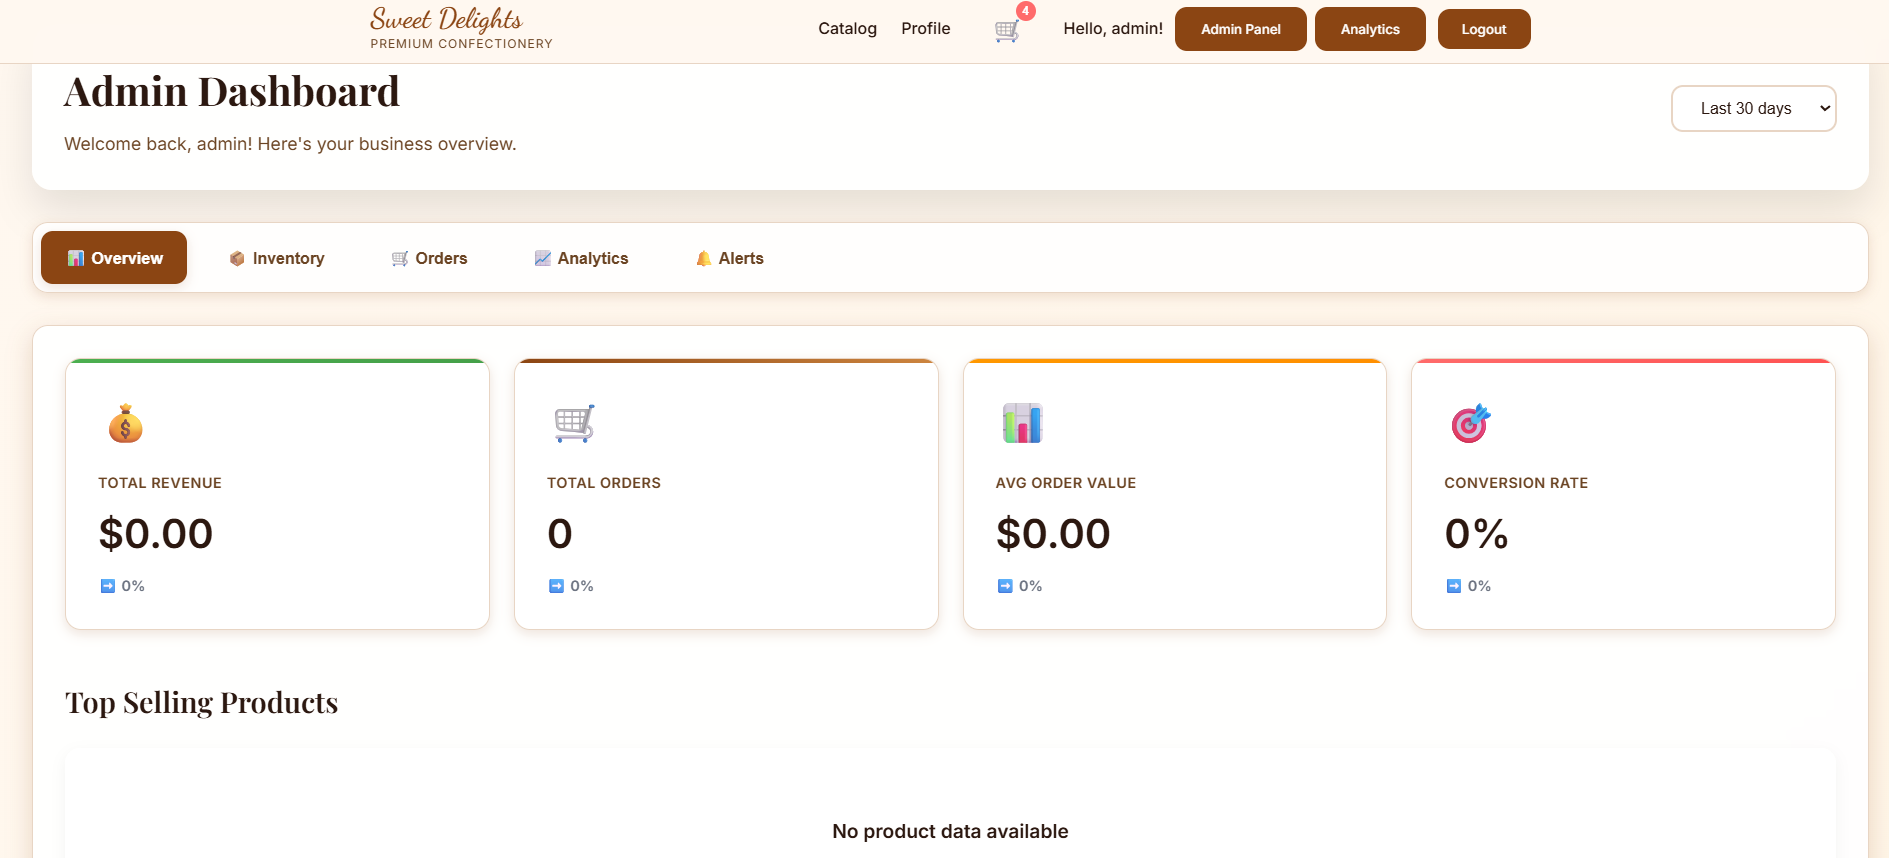 Sweet Delights
PREMIUM CONFECTIONERY
Catalog
Profile
4
Hello, admin!
Admin Panel
Analytics
Logout
Admin Dashboard
Welcome back, admin! Here's your business overview.
Last 30 days
Overview
Inventory
Orders
Analytics
Alerts
TOTAL REVENUE
$0.00
0%
TOTAL ORDERS
0
0%
AVG ORDER VALUE
$0.00
0%
CONVERSION RATE
0%
0%
Top Selling Products
No product data available